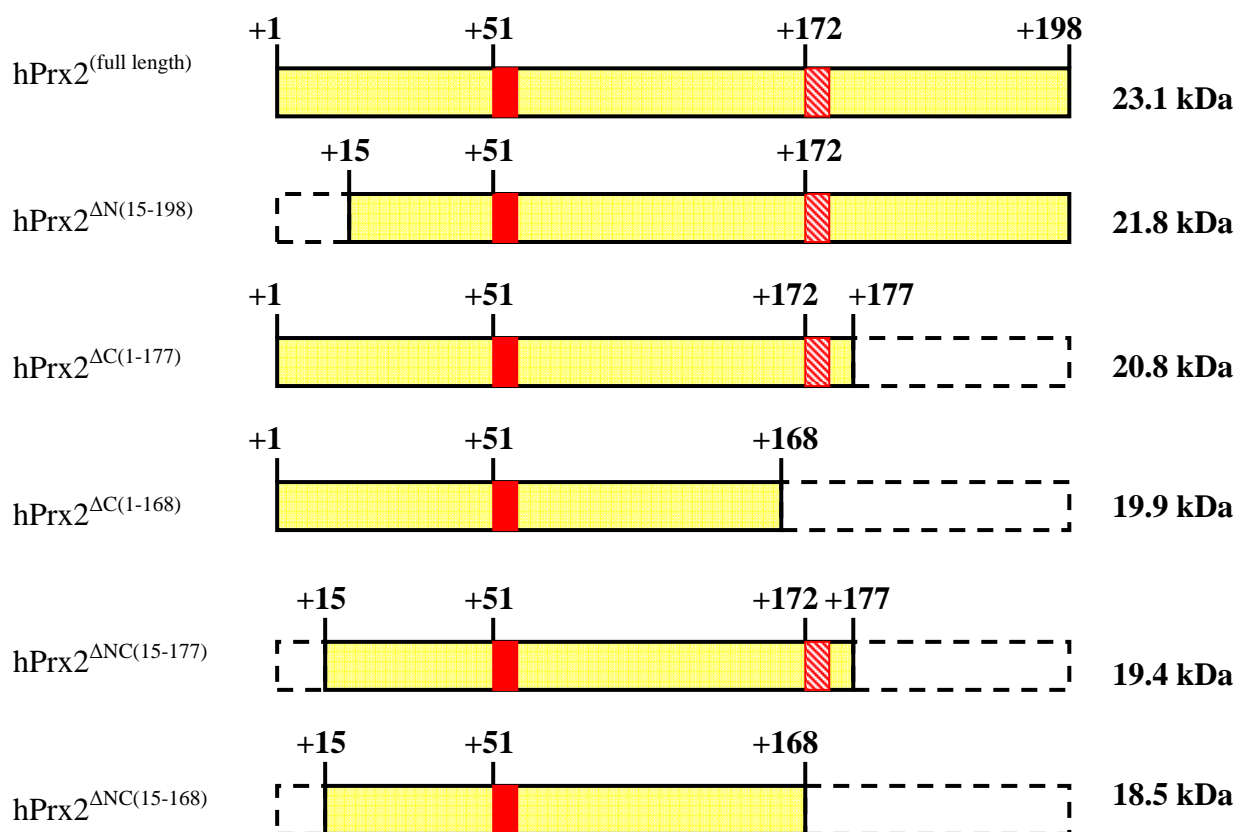 +1 +51 +172 +198
hPrx2(full length) 23.1 kDa
+15 +51 +172
hPrx2ΔN(15-198) 21.8 kDa
+1 +51 +172 +177
hPrx2ΔC(1-177) 20.8 kDa
+1 +51 +168
hPrx2ΔC(1-168) 19.9 kDa
+15 +51 +172 +177
hPrx2ΔNC(15-177) 19.4 kDa
+15 +51 +168
hPrx2ΔNC(15-168) 18.5 kDa